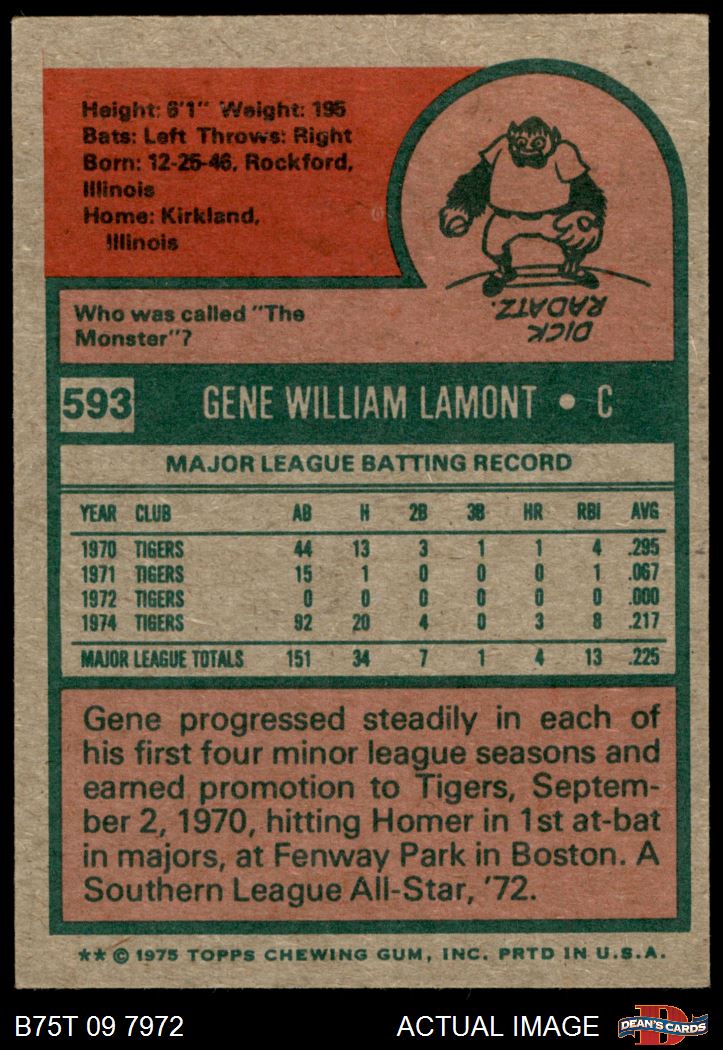 Height: 6'1" Weight: 195
Bats: Left Throws: Right
Born: 12-25-46, Rockford,
Illinois
Home: Kirkland,
Illinois
DICK
RADATZ.
Who was called "The
Monster"?
593 GENE WILLIAM LAMONT • C
MAJOR LEAGUE BATTING RECORD
YEAR CLUB AB H 2B 3B HR RBI AVG
1970 TIGERS 44 13 3 1 1 4 .295
1971 TIGERS 15 1 0 0 0 1 .067
1972 TIGERS 0 0 0 0 0 0 .000
1974 TIGERS 92 20 4 0 3 8 .217
MAJOR LEAGUE TOTALS 151 34 7 1 4 13 .225
Gene progressed steadily in each of
his first four minor league seasons and
earned promotion to Tigers, Septem-
ber 2, 1970, hitting Homer in 1st at-bat
in majors, at Fenway Park in Boston. A
Southern League All-Star, '72.
** © 1975 TOPPS CHEWING GUM, INC. PRTD IN U.S.A.
B75T 09 7972 ACTUAL IMAGE D DEAN'S CARDS